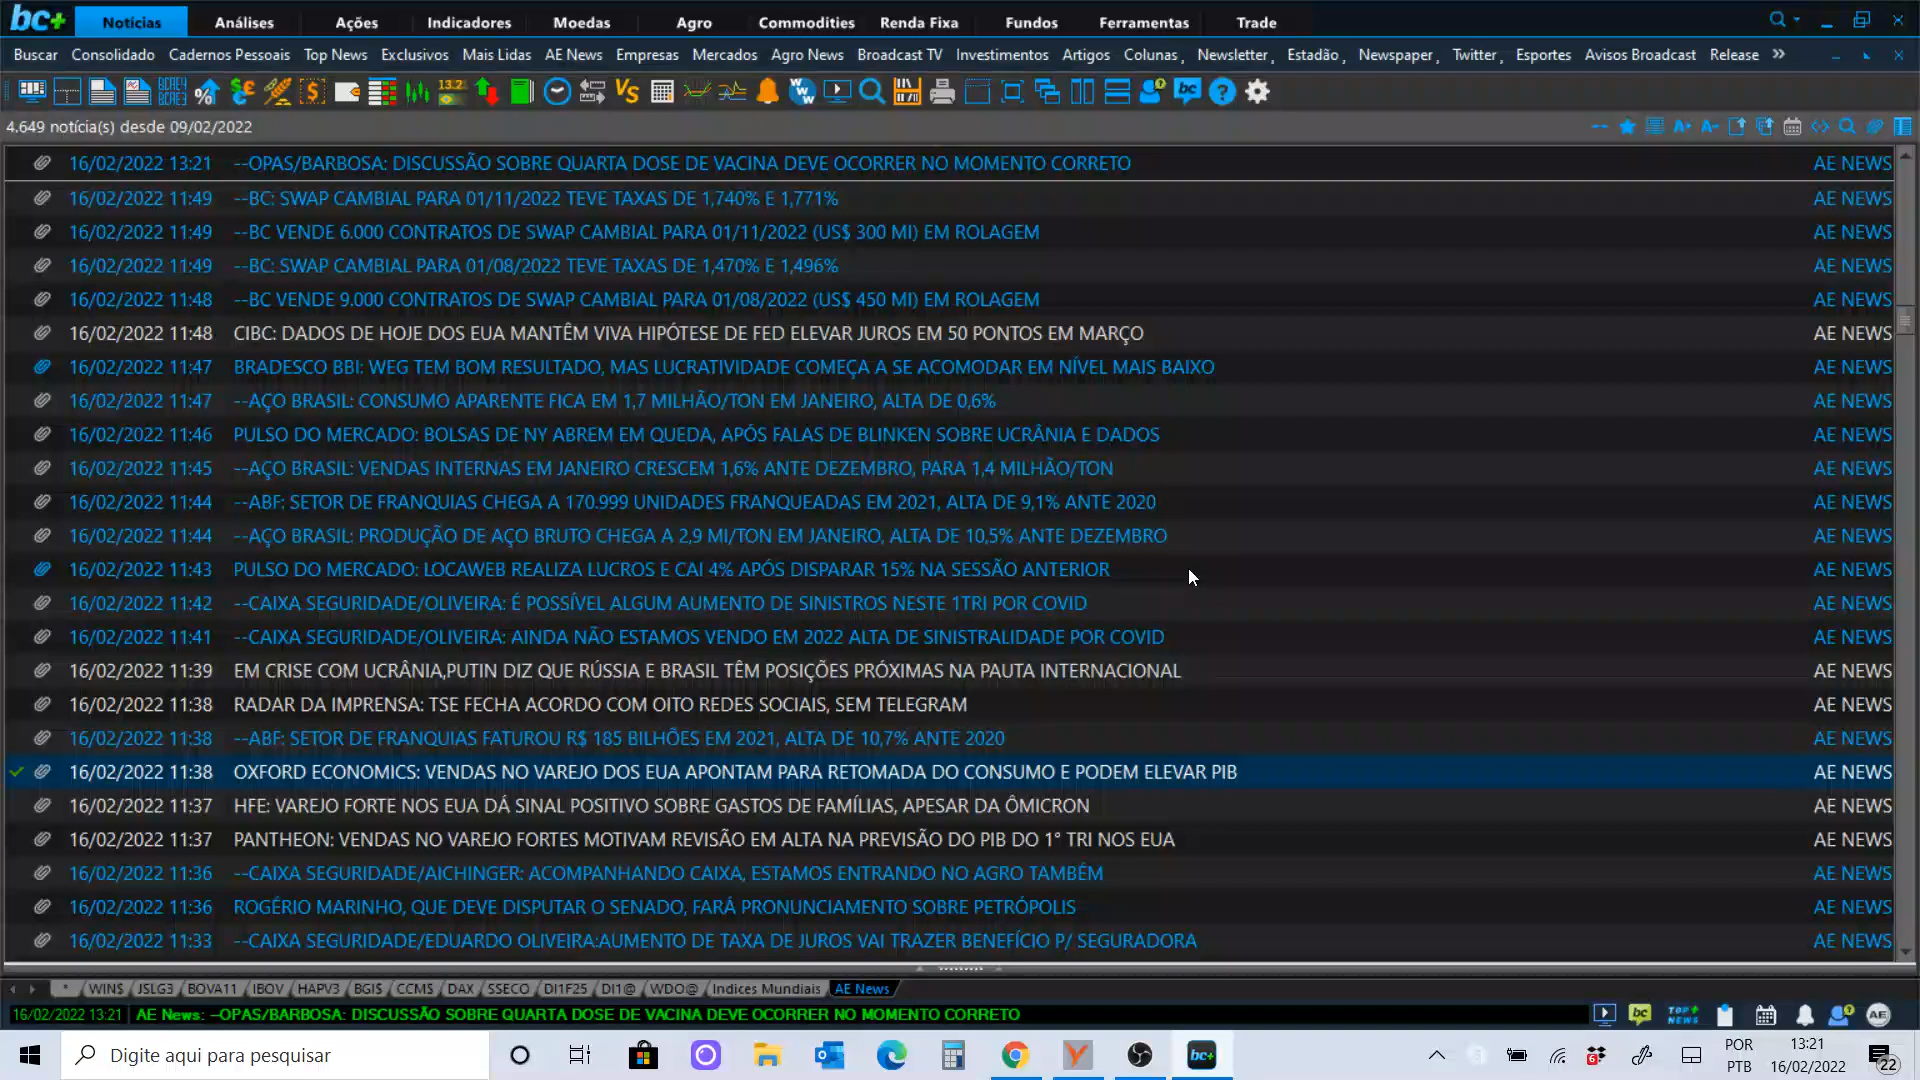 bc+ Notícias Análises Ações Indicadores Moedas Agro Commodities Renda Fixa Fundos Ferramentas Trade
Buscar Consolidado Cadernos Pessoais Top News Exclusivos Mais Lidas AE News Empresas Mercados Agro News Broadcast TV Investimentos Artigos Colunas Newsletter Estadão Newspaper Twitter Esportes Avisos Broadcast Release
4.649 notícia(s) desde 09/02/2022
16/02/2022 13:21 --OPAS/BARBOSA: DISCUSSÃO SOBRE QUARTA DOSE DE VACINA DEVE OCORRER NO MOMENTO CORRETO AE NEWS
16/02/2022 11:49 --BC: SWAP CAMBIAL PARA 01/11/2022 TEVE TAXAS DE 1,740% E 1,771% AE NEWS
16/02/2022 11:49 --BC VENDE 6.000 CONTRATOS DE SWAP CAMBIAL PARA 01/11/2022 (US$ 300 MI) EM ROLAGEM AE NEWS
16/02/2022 11:49 --BC: SWAP CAMBIAL PARA 01/08/2022 TEVE TAXAS DE 1,470% E 1,496% AE NEWS
16/02/2022 11:48 --BC VENDE 9.000 CONTRATOS DE SWAP CAMBIAL PARA 01/08/2022 (US$ 450 MI) EM ROLAGEM AE NEWS
16/02/2022 11:48 CIBC: DADOS DE HOJE DOS EUA MANTÊM VIVA HIPÓTESE DE FED ELEVAR JUROS EM 50 PONTOS EM MARÇO AE NEWS
16/02/2022 11:47 BRADESCO BBI: WEG TEM BOM RESULTADO, MAS LUCRATIVIDADE COMEÇA A SE ACOMODAR EM NÍVEL MAIS BAIXO AE NEWS
16/02/2022 11:47 --AÇO BRASIL: CONSUMO APARENTE FICA EM 1,7 MILHÃO/TON EM JANEIRO, ALTA DE 0,6% AE NEWS
16/02/2022 11:46 PULSO DO MERCADO: BOLSAS DE NY ABREM EM QUEDA, APÓS FALAS DE BLINKEN SOBRE UCRÂNIA E DADOS AE NEWS
16/02/2022 11:45 --AÇO BRASIL: VENDAS INTERNAS EM JANEIRO CRESCEM 1,6% ANTE DEZEMBRO, PARA 1,4 MILHÃO/TON AE NEWS
16/02/2022 11:44 --ABF: SETOR DE FRANQUIAS CHEGA A 170.999 UNIDADES FRANQUEADAS EM 2021, ALTA DE 9,1% ANTE 2020 AE NEWS
16/02/2022 11:44 --AÇO BRASIL: PRODUÇÃO DE AÇO BRUTO CHEGA A 2,9 MI/TON EM JANEIRO, ALTA DE 10,5% ANTE DEZEMBRO AE NEWS
16/02/2022 11:43 PULSO DO MERCADO: LOCAWEB REALIZA LUCROS E CAI 4% APÓS DISPARAR 15% NA SESSÃO ANTERIOR AE NEWS
16/02/2022 11:42 --CAIXA SEGURIDADE/OLIVEIRA: É POSSÍVEL ALGUM AUMENTO DE SINISTROS NESTE 1TRI POR COVID AE NEWS
16/02/2022 11:41 --CAIXA SEGURIDADE/OLIVEIRA: AINDA NÃO ESTAMOS VENDO EM 2022 ALTA DE SINISTRALIDADE POR COVID AE NEWS
16/02/2022 11:39 EM CRISE COM UCRÂNIA,PUTIN DIZ QUE RÚSSIA E BRASIL TÊM POSIÇÕES PRÓXIMAS NA PAUTA INTERNACIONAL AE NEWS
16/02/2022 11:38 RADAR DA IMPRENSA: TSE FECHA ACORDO COM OITO REDES SOCIAIS, SEM TELEGRAM AE NEWS
16/02/2022 11:38 --ABF: SETOR DE FRANQUIAS FATUROU R$ 185 BILHÕES EM 2021, ALTA DE 10,7% ANTE 2020 AE NEWS
16/02/2022 11:38 OXFORD ECONOMICS: VENDAS NO VAREJO DOS EUA APONTAM PARA RETOMADA DO CONSUMO E PODEM ELEVAR PIB AE NEWS
16/02/2022 11:37 HFE: VAREJO FORTE NOS EUA DÁ SINAL POSITIVO SOBRE GASTOS DE FAMÍLIAS, APESAR DA ÔMICRON AE NEWS
16/02/2022 11:37 PANTHEON: VENDAS NO VAREJO FORTES MOTIVAM REVISÃO EM ALTA NA PREVISÃO DO PIB DO 1° TRI NOS EUA AE NEWS
16/02/2022 11:36 --CAIXA SEGURIDADE/AICHINGER: ACOMPANHANDO CAIXA, ESTAMOS ENTRANDO NO AGRO TAMBÉM AE NEWS
16/02/2022 11:36 ROGÉRIO MARINHO, QUE DEVE DISPUTAR O SENADO, FARÁ PRONUNCIAMENTO SOBRE PETRÓPOLIS AE NEWS
16/02/2022 11:33 --CAIXA SEGURIDADE/EDUARDO OLIVEIRA:AUMENTO DE TAXA DE JUROS VAI TRAZER BENEFÍCIO P/ SEGURADORA AE NEWS
* WIN$ JSLG3 BOVA11 IBOV HAPV3 BGI$ CCM$ DAX SSECO DI1F25 DI1@ WDO@ Indices Mundiais AE News
16/02/2022 13:21 AE News: --OPAS/BARBOSA: DISCUSSÃO SOBRE QUARTA DOSE DE VACINA DEVE OCORRER NO MOMENTO CORRETO bc TOP+ NEWS AE
Digite aqui para pesquisar bc+ 6 POR 13:21
PTB 16/02/2022 22